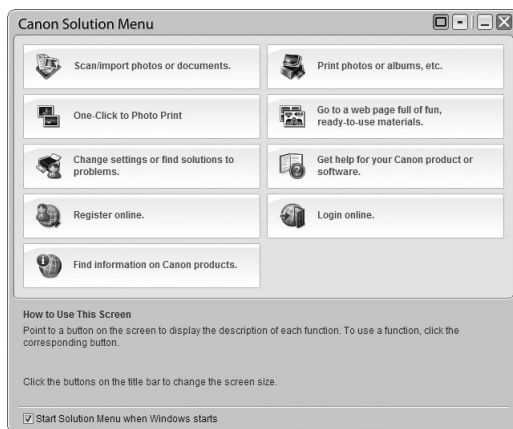 Canon Solution Menu
Scan/import photos or documents.
Print photos or albums, etc.
One-Click to Photo Print
Go to a web page full of fun,
ready-to-use materials.
Change settings or find solutions to
problems.
Get help for your Canon product or
software.
Register online.
Login online.
Find information on Canon products.
How to Use This Screen
Point to a button on the screen to display the description of each function. To use a function, click the
corresponding button.
Click the buttons on the title bar to change the screen size.
Start Solution Menu when Windows starts